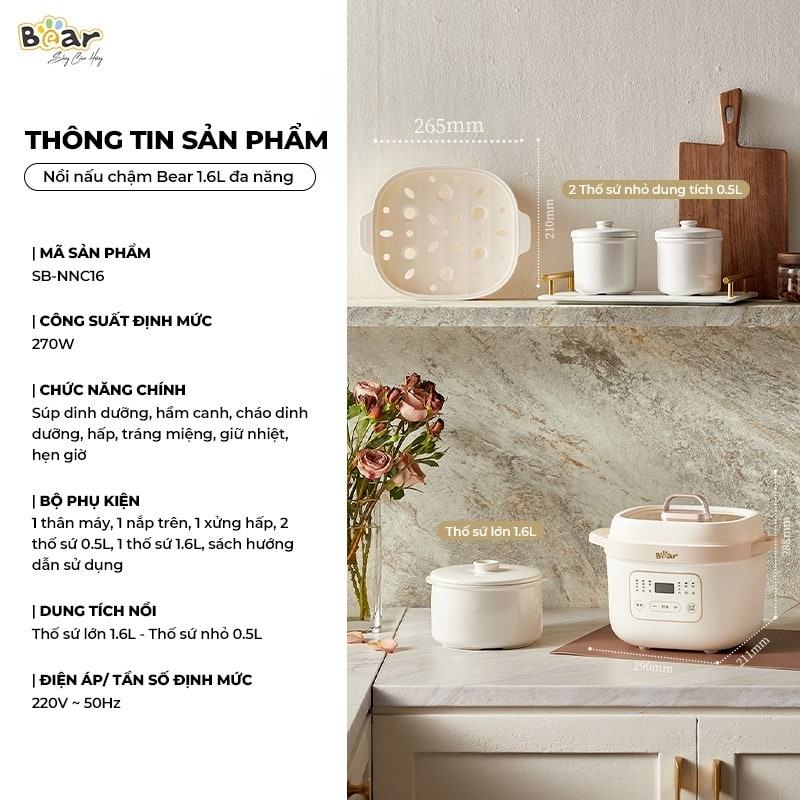 Bear
Sống Cân Hứng
THÔNG TIN SẢN PHẨM
Nồi nấu chậm Bear 1.6L đa năng
| MÃ SẢN PHẨM
SB-NNC16
| CÔNG SUẤT ĐỊNH MỨC
270W
| CHỨC NĂNG CHÍNH
Súp dinh dưỡng, hầm canh, cháo dinh
dưỡng, hấp, tráng miệng, giữ nhiệt,
hẹn giờ
| BỘ PHỤ KIỆN
1 thân máy, 1 nắp trên, 1 xửng hấp, 2
thố sứ 0.5L, 1 thố sứ 1.6L, sách hướng
dẫn sử dụng
| DUNG TÍCH NỒI
Thố sứ lớn 1.6L - Thố sứ nhỏ 0.5L
| ĐIỆN ÁP/ TẦN SỐ ĐỊNH MỨC
220V ~ 50Hz
265mm
210mm
2 Thố sứ nhỏ dung tích 0.5L
Thố sứ lớn 1.6L
Bear
290mm
211mm